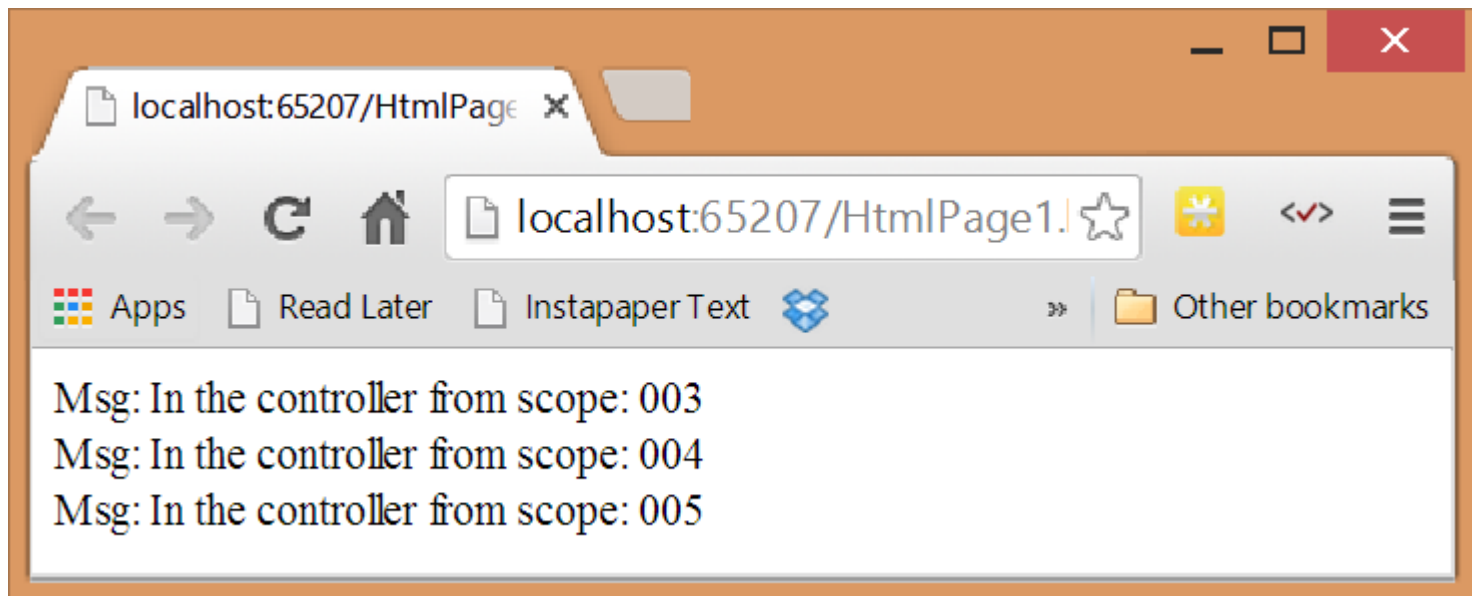 localhost:65207/HtmlPage
localhost:65207/HtmlPage1.
Apps Read Later Instapaper Text Other bookmarks
Msg: In the controller from scope: 003
Msg: In the controller from scope: 004
Msg: In the controller from scope: 005